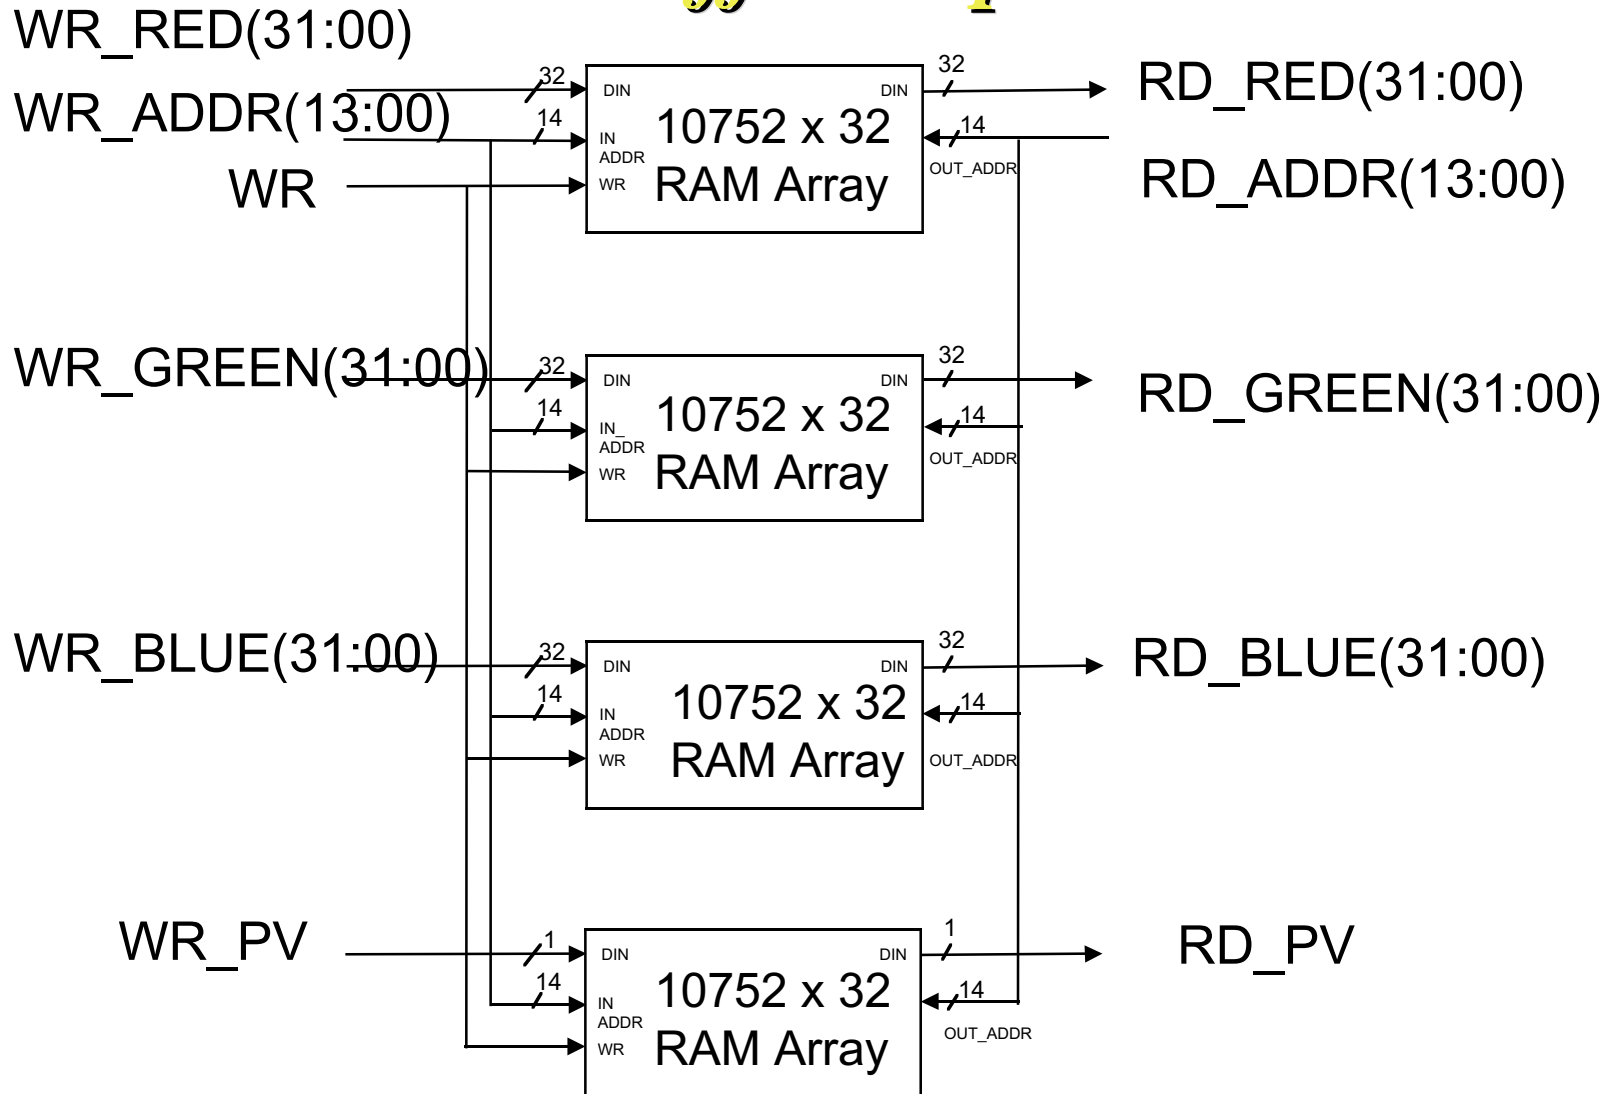 WR_RED(31:00)
WR_ADDR(13:00)
WR
32
14
DIN
IN
ADDR
WR
10752 x 32
RAM Array
DIN
32
14
OUT_ADDR
RD_RED(31:00)
RD_ADDR(13:00)
WR_GREEN(31:00)
32
14
DIN
IN_
ADDR
WR
10752 x 32
RAM Array
DIN
32
14
OUT_ADDR
RD_GREEN(31:00)
WR_BLUE(31:00)
32
14
DIN
IN
ADDR
WR
10752 x 32
RAM Array
DIN
32
14
OUT_ADDR
RD_BLUE(31:00)
WR_PV
1
14
DIN
IN
ADDR
WR
10752 x 32
RAM Array
DIN
1
14
OUT_ADDR
RD_PV